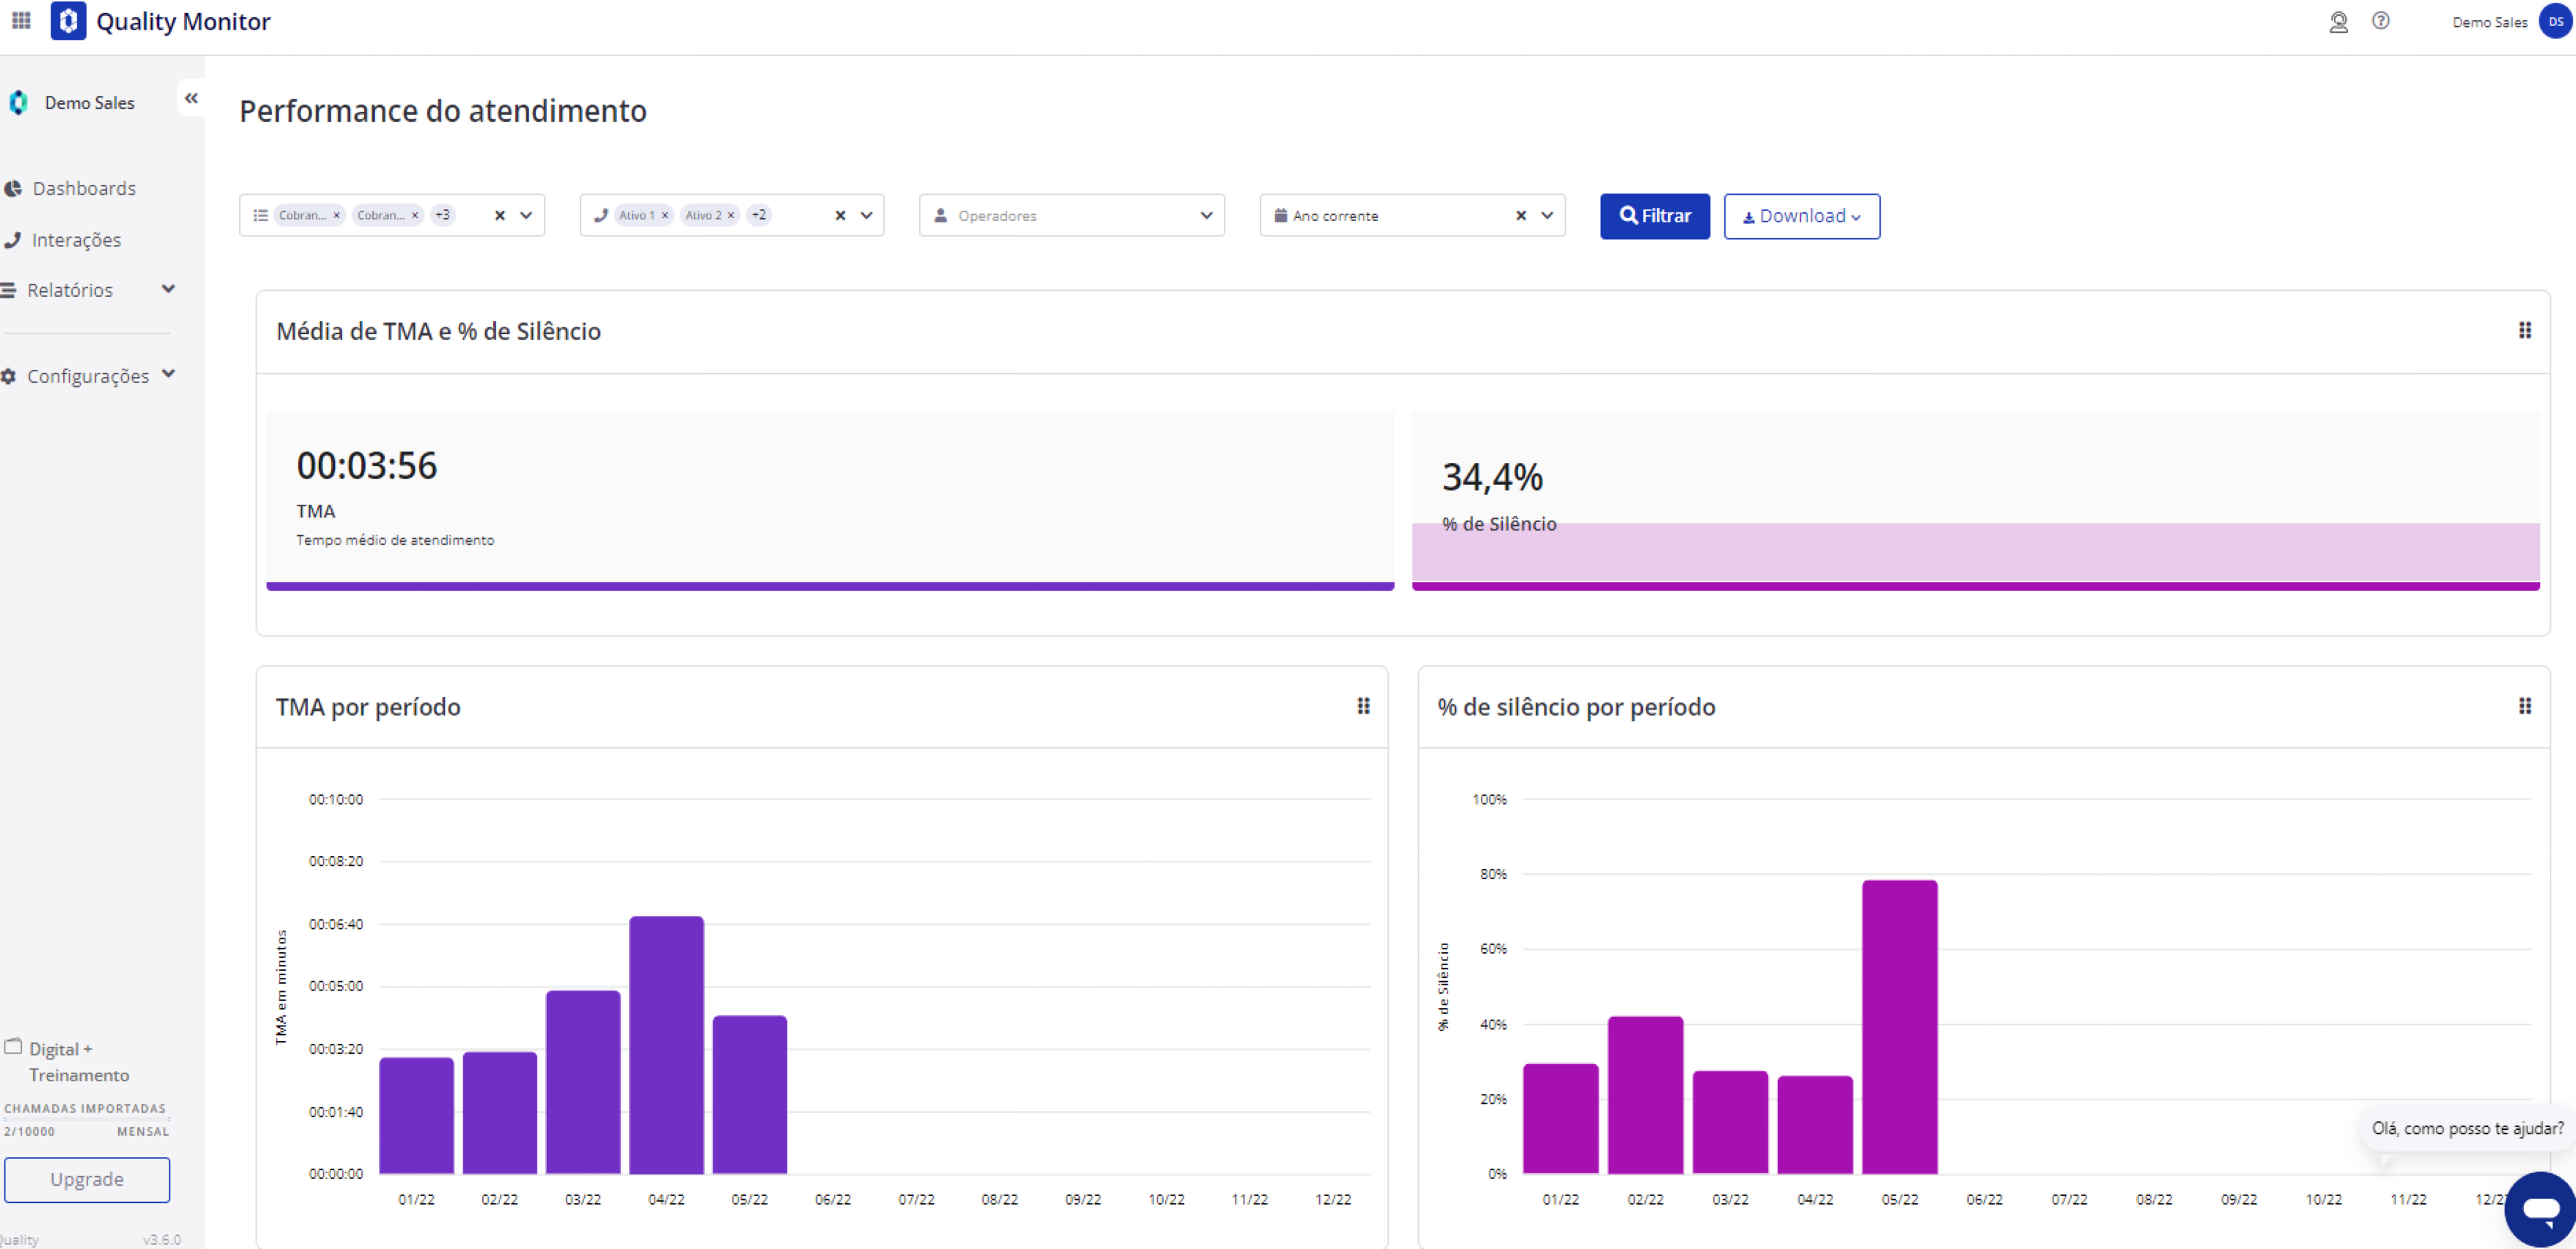 Quality Monitor
Demo Sales DS
Demo Sales
Dashboards
Interações
Relatórios
Configurações
Performance do atendimento
Cobran... × Cobran... × +3
Ativo 1 × Ativo 2 × +2
Operadores
Ano corrente
Filtrar
Download
Média de TMA e % de Silêncio
00:03:56
TMA
Tempo médio de atendimento
34,4%
% de Silêncio
TMA por período
TMA em minutos
00:10:00
00:08:20
00:06:40
00:05:00
00:03:20
00:01:40
00:00:00
01/22 02/22 03/22 04/22 05/22 06/22 07/22 08/22 09/22 10/22 11/22 12/22
% de silêncio por período
% de Silêncio
100%
80%
60%
40%
20%
0%
01/22 02/22 03/22 04/22 05/22 06/22 07/22 08/22 09/22 10/22 11/22 12/2
Olá, como posso te ajudar?
Digital +
Treinamento
CHAMADAS IMPORTADAS
2/10000 MENSAL
Upgrade
v3.6.0